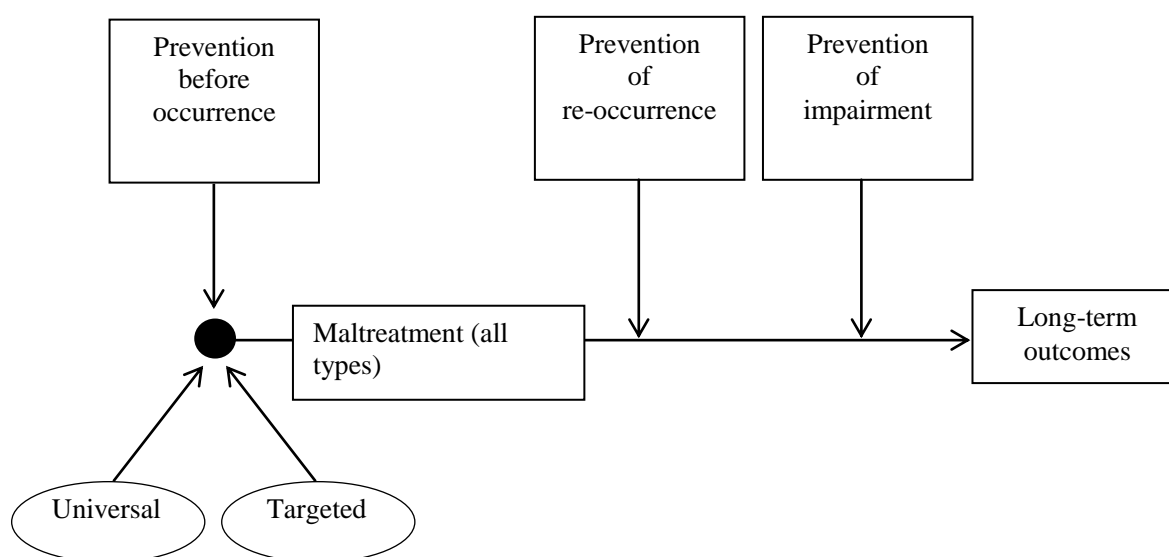 Prevention
before
occurrence
Prevention
of
re-occurrence
Prevention
of
impairment
Maltreatment (all
types)
Long-term
outcomes
Universal
Targeted